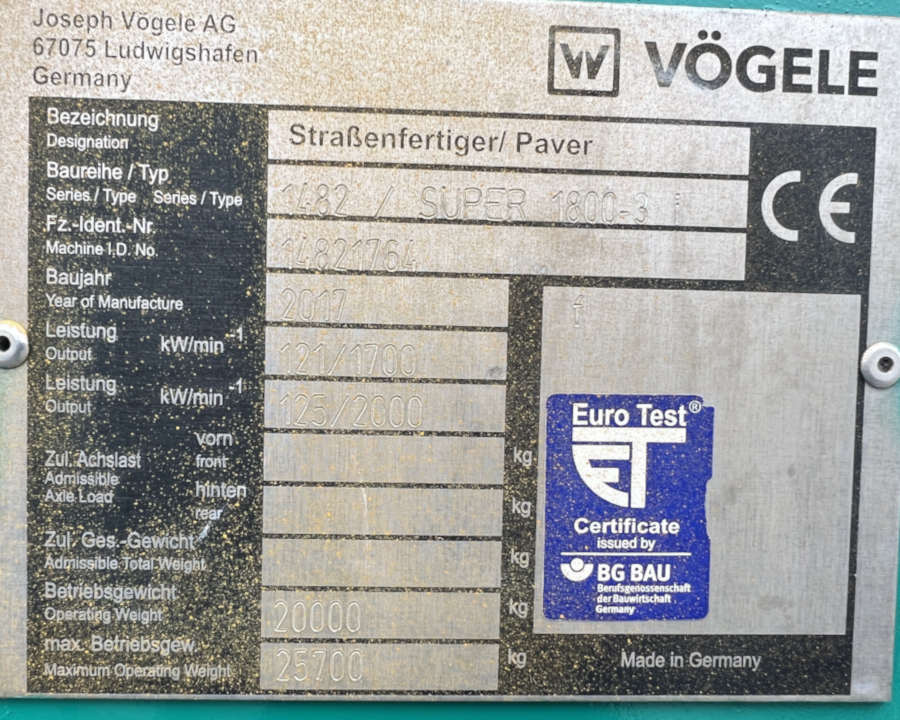 Joseph Vögele AG
67075 Ludwigshafen
Germany
W VÖGELE
Bezeichnung
Designation
Straßenfertiger/ Paver
Baureihe / Typ
Series / Type Series / Type
1482 / SUPER 1800-3 i
Fz.-Ident.-Nr.
Machine I.D. No.
14821764
CE
Baujahr
Year of Manufacture
2017
Leistung
Output
kW/min-1
121/1700
Leistung
Output
kW/min-1
125/2000
Zul. Achslast
Admissible
Axle Load
vorn
front
kg
hinten
rear
kg
Zul. Ges.-Gewicht
Admissible Total Weight
kg
Betriebsgewicht
Operating Weight
20000
kg
max. Betriebsgew.
Maximum Operating Weight
25700
kg
Euro Test®
ET
Certificate
issued by
BG BAU
Berufsgenossenschaft
der Bauwirtschaft
Germany
Made in Germany